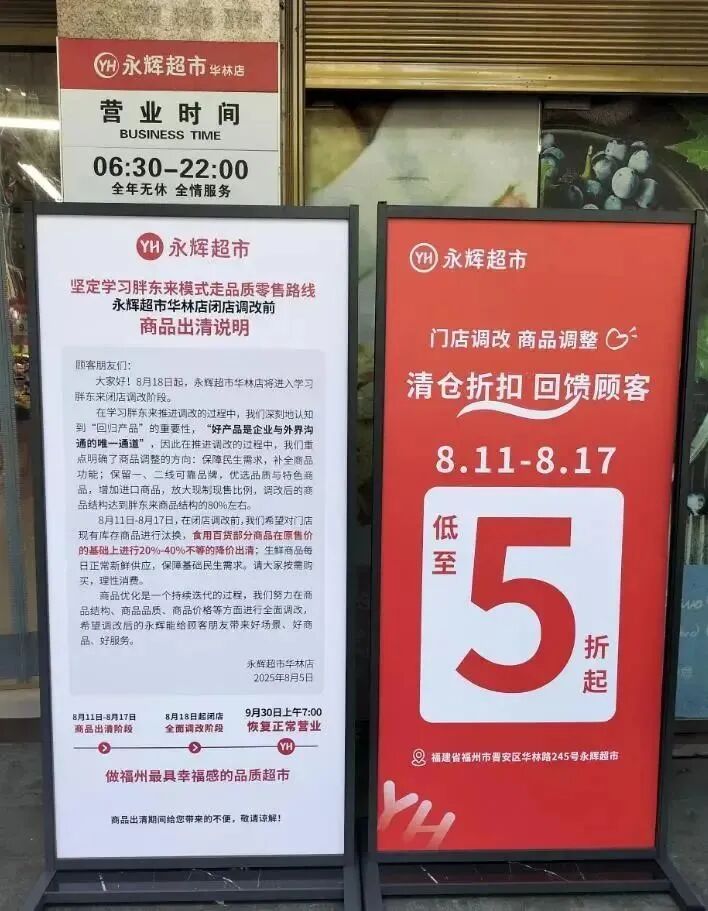 YH 永辉超市 华林店
营业时间
BUSINESS TIME
06:30-22:00
全年无休 全情服务
YH 永辉超市
坚定学习胖东来模式走品质零售路线
永辉超市华林店闭店调改前
商品出清说明
顾客朋友们：
大家好！8月18日起，永辉超市华林店将进入学习
胖东来闭店调改阶段。
在学习胖东来推进调改的过程中，我们深刻地认知
到“回归产品”的重要性，“好产品是企业与外界沟
通的唯一通道”，因此在推进调改的过程中，我们重
点明确了商品调整的方向：保障民生需求，补全商品
功能；保留一、二线可靠品牌，优选品质与特色商
品，增加进口商品，放大现制现售比例，调改后的商
品结构达到胖东来商品结构的80%左右。
8月11日-8月17日，在闭店调改前，我们希望对门店
现有库存商品进行汰换，食用百货部分商品在原售价
的基础上进行20%-40%不等的降价出清；生鲜商品每
日正常新鲜供应，保障基础民生需求。请大家按需购
买，理性消费。
商品优化是一个持续迭代的过程，我们努力在商
品结构、商品品质、商品价格等方面进行全面调改，
希望调改后的永辉能给顾客朋友带来好场景、好商
品、好服务。
永辉超市华林店
2025年8月5日
8月11日-8月17日
商品出清阶段
8月18日起闭店
全面调改阶段
9月30日上午7:00
恢复正常营业
YH
做福州最具幸福感的品质超市
商品出清期间给您带来的不便，敬请谅解！
YH 永辉超市
门店调改 商品调整
清仓折扣 回馈顾客
8.11-8.17
低至
5
折起
福建省福州市晋安区华林路245号永辉超市
YH